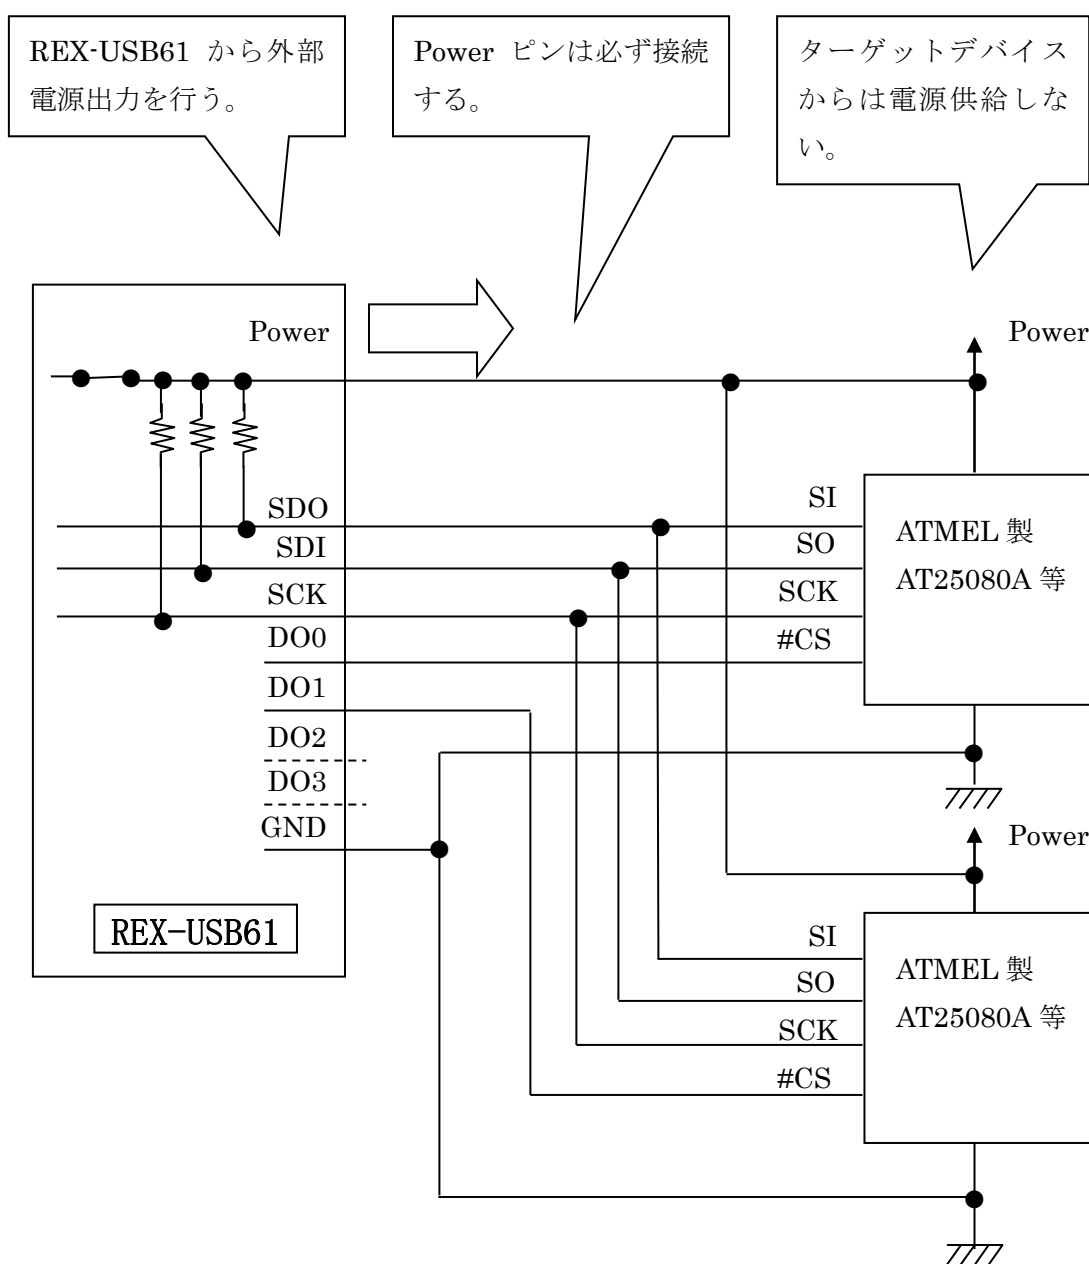 REX-USB61 から外部
電源出力を行う。
Power ピンは必ず接続
する。
ターゲットデバイス
からは電源供給しな
い。
Power
Power
SDO
SI
SDI
SO
SCK
SCK
DO0
#CS
ATMEL 製
AT25080A 等
DO1
DO2
DO3
GND
Power
REX-USB61
SI
SO
SCK
#CS
ATMEL 製
AT25080A 等